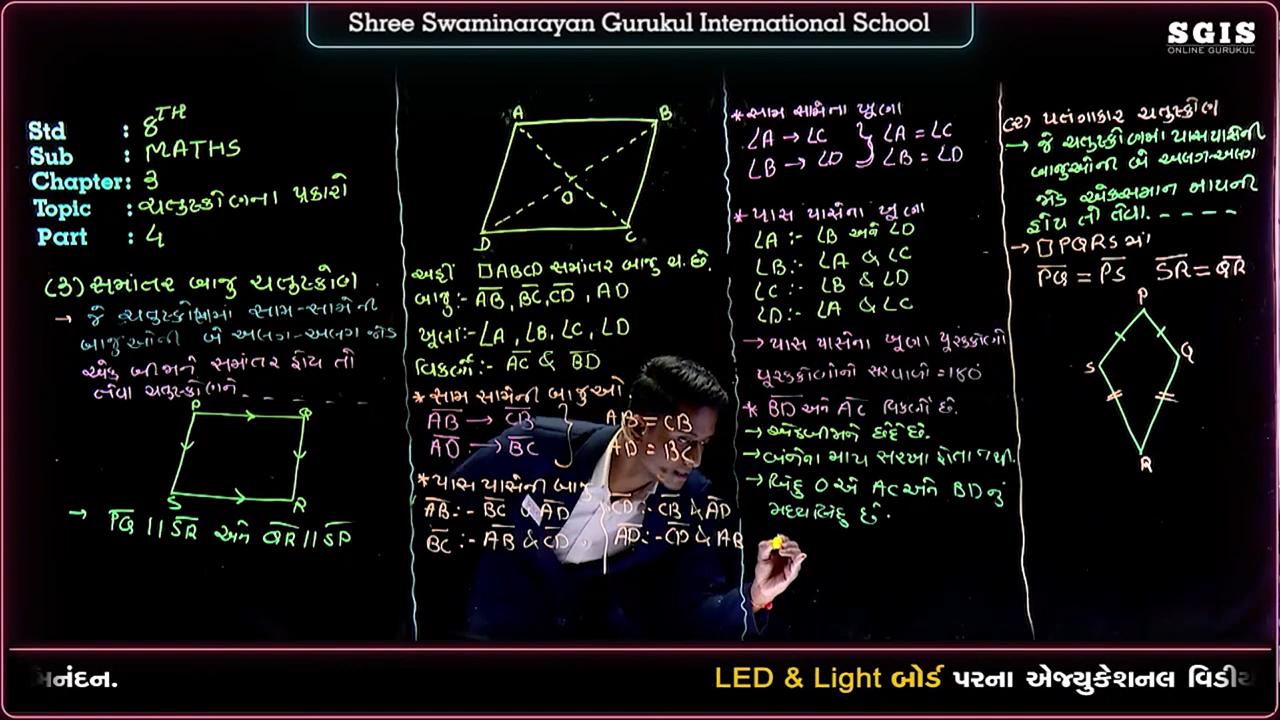 Shree Swaminarayan Gurukul International School
SGIS
ONLINE GURUKUL
Std : 8TH
Sub : MATHS
Chapter: 3
Topic : ચતુષ્કોણના પ્રકારો
Part : 4
(૩) સમાંતર બાજુ ચતુષ્કોણ
→ જે ચતુષ્કોણમાં સામ-સામેની
બાજુઓની બે અલગ-અલગ જોડ
એક બીજાને સમાંતર હોય તો
તેવા ચતુષ્કોણને _ _ _ _ _ _
P Q
S R
→ PQ || SR અને QR || SP
A B
O
D C
અહીં □ABCD સમાંતર બાજુ ચ. છે.
બાજુ :- AB, BC, CD, AD
ખૂણા:- ∠A, ∠B, ∠C, ∠D
વિકર્ણો:- AC & BD
* સામ સામેની બાજુઓ
AB → CB AB = CB
AD → BC AD = BC
* પાસ પાસેની
AB :- BC AD CD :- CB & AD
BC :- AB & CD AD :- CD & AB
* સામ સામેના ખૂણા
∠A → ∠C } ∠A = ∠C
∠B → ∠D } ∠B = ∠D
* પાસ પાસેના ખૂણા
∠A :- ∠B અને ∠D
∠B :- ∠A & ∠C
∠C :- ∠B & ∠D
∠D :- ∠A & ∠C
→ પાસ પાસેના ખૂણા પૂરકકોણો
પૂરકકોણોનો સરવાળો = 180
* BD અને AC વિકર્ણો છે.
→ એકબીજાને છેદે છે.
→ બંનેના માપ સરખા હોતા નથી.
→ બિંદુ O એ AC અને BD નું
મધ્યબિંદુ છે.
પતંગાકાર ચતુષ્કોણ
→ જે ચતુષ્કોણમાં પાસપાસેની
બાજુઓની બે અલગ-અલગ
જોડ એકસમાન માપની
હોય તો તેવા _ _ _ _ _
→ □PQRS માં
PQ = PS SR = QR
P
S Q
R
મિનંદન.
LED & Light બોર્ડ પરના એજ્યુકેશનલ વિડીય